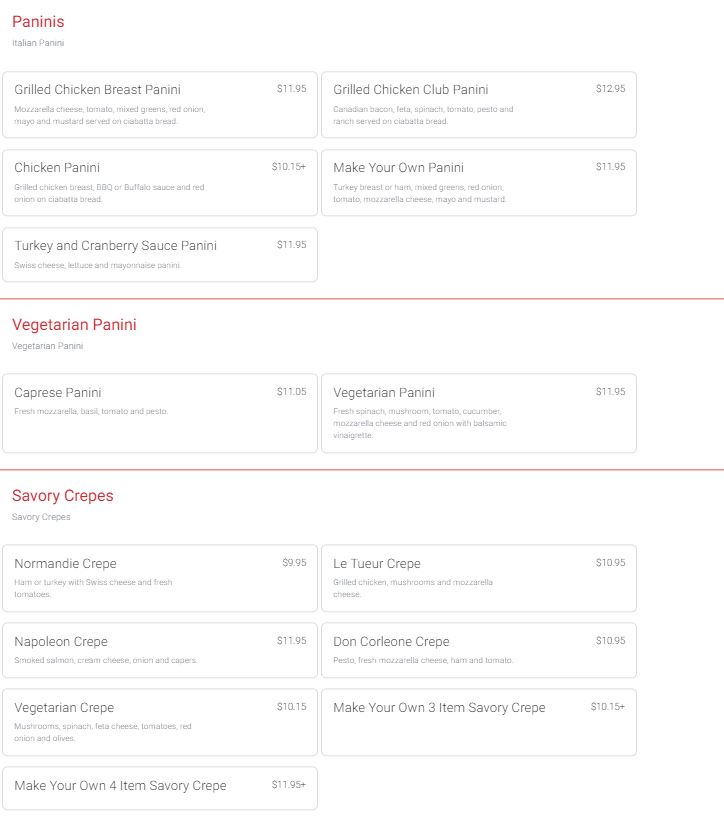 Paninis
Italian Panini
Grilled Chicken Breast Panini
$11.95
Mozzarella cheese, tomato, mixed greens, red onion,
mayo and mustard served on ciabatta bread.
Grilled Chicken Club Panini
$12.95
Canadian bacon, feta, spinach, tomato, pesto and
ranch served on ciabatta bread.
Chicken Panini
$10.15+
Grilled chicken breast, BBQ or Buffalo sauce and red
onion on ciabatta bread.
Make Your Own Panini
$11.95
Turkey breast or ham, mixed greens, red onion,
tomato, mozzarella cheese, mayo and mustard.
Turkey and Cranberry Sauce Panini
$11.95
Swiss cheese, lettuce and mayonnaise panini.
Vegetarian Panini
Vegetarian Panini
Caprese Panini
$11.05
Fresh mozzarella, basil, tomato and pesto.
Vegetarian Panini
$11.95
Fresh spinach, mushroom, tomato, cucumber,
mozzarella cheese and red onion with balsamic
vinaigrette.
Savory Crepes
Savory Crepes
Normandie Crepe
$9.95
Ham or turkey with Swiss cheese and fresh
tomatoes.
Le Tueur Crepe
$10.95
Grilled chicken, mushrooms and mozzarella
cheese.
Napoleon Crepe
$11.95
Smoked salmon, cream cheese, onion and capers.
Don Corleone Crepe
$10.95
Pesto, fresh mozzarella cheese, ham and tomato.
Vegetarian Crepe
$10.15
Mushrooms, spinach, feta cheese, tomatoes, red
onion and olives.
Make Your Own 3 Item Savory Crepe
$10.15+
Make Your Own 4 Item Savory Crepe
$11.95+